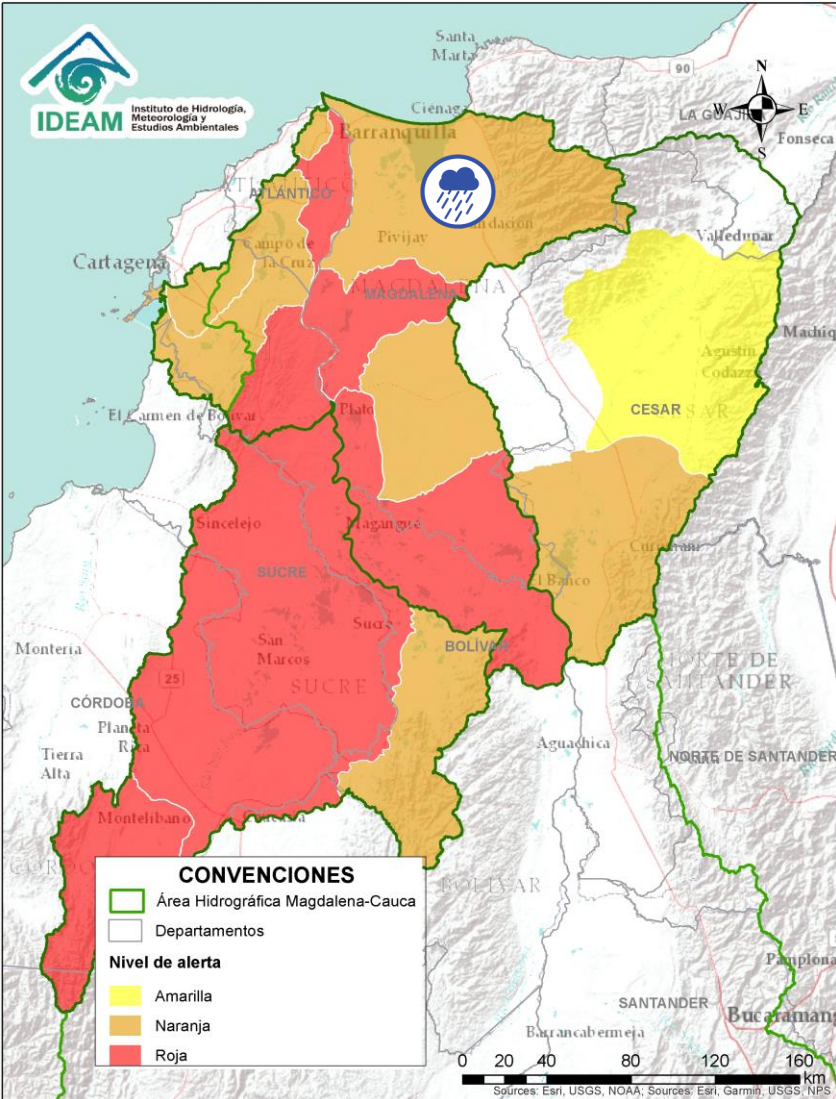 IDEAM
Instituto de Hidrología,
Meteorología y
Estudios Ambientales
Santa
Marta
90
N
W
E
S
Ciénaga
LA GUAJIRA
Fonseca
Barranquilla
ATLÁNTICO
ATLÁNTICO
Valledupar
Pivijay
Campo de
la Cruz
Cartagena
MAGDALENA
MAGDALENA
Agustín
Codazzi
CESAR
CESAR
El Carmen de Bolívar
Plato
Sincelejo
Magangué
El Banco
SUCRE
Sucre
BOLÍVAR
San
Marcos
Montería
SUCRE
NORTE DE
SANTANDER
25
CÓRDOBA
Planeta
Rica
Tierra
Alta
Aguachica
NORTE DE SANTANDER
Montelíbano
BOLÍVAR
CONVENCIONES
Área Hidrográfica Magdalena-Cauca
Departamentos
Nivel de alerta
Amarilla
Naranja
Roja
Pamplona
SANTANDER
Barrancabermeja
0 20 40 80 120 160
km
Sources: Esri, USGS, NOAA; Sources: Esri, Garmin, USGS, NPS